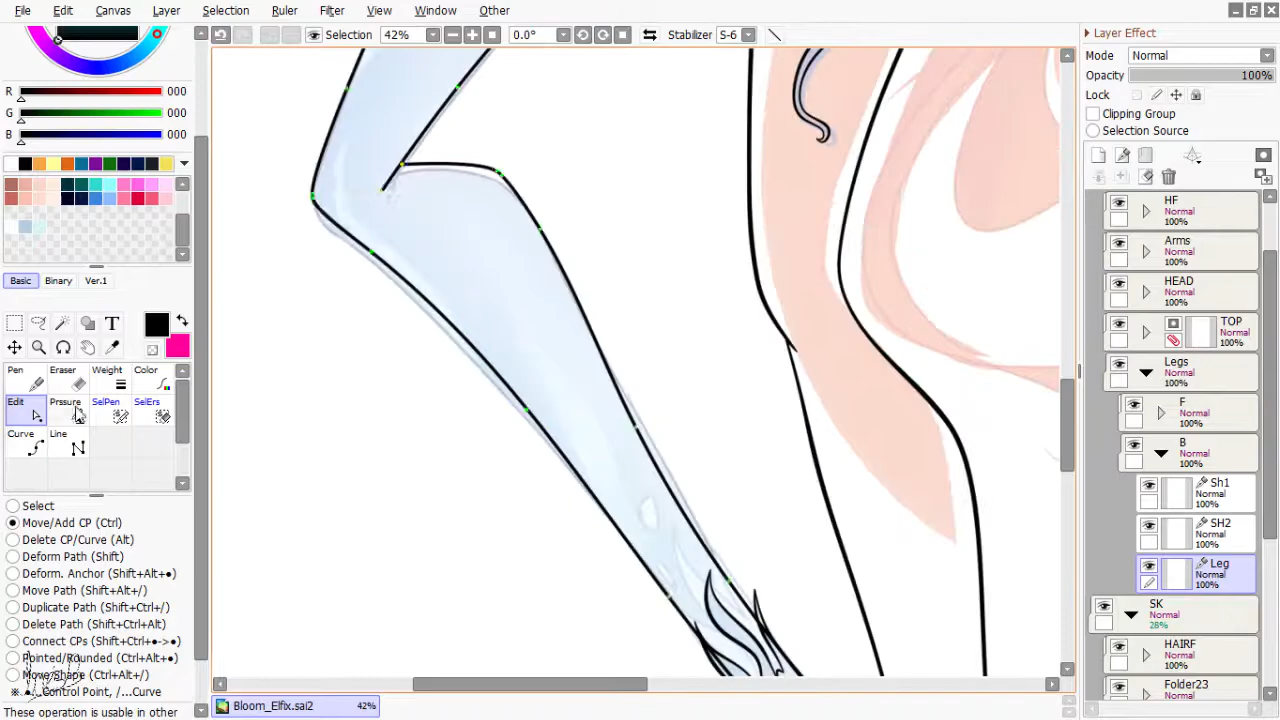 File Edit Canvas Layer Selection Ruler Filter View Window Other
Selection 42% 0.0° Stabilizer S-6
R 000
G 000
B 000
Basic Binary Ver.1
T
Pen Eraser Weight Color
Edit Prssure SelPen SelErs
Curve Line
Select
Move/Add CP (Ctrl)
Delete CP/Curve (Alt)
Deform Path (Shift)
Deform. Anchor (Shift+Alt+●)
Move Path (Shift+Alt+/)
Duplicate Path (Shift+Ctrl+/)
Delete Path (Shift+Ctrl+Alt)
Connect CPs (Shift+Ctrl+●->●)
Pointed/Rounded (Ctrl+Alt+●)
Move Shape (Ctrl+Alt+/)
※ ●...Control Point, /...Curve
These operation is usable in other
Bloom_Elfix.sai2 42%
Layer Effect
Mode Normal
Opacity 100%
Lock
Clipping Group
Selection Source
HF
Normal
100%
Arms
Normal
100%
HEAD
Normal
100%
TOP
Normal
100%
Legs
Normal
100%
F
Normal
100%
B
Normal
100%
Sh1
Normal
100%
SH2
Normal
100%
Leg
Normal
100%
SK
Normal
28%
HAIRF
Normal
100%
Folder23
Normal